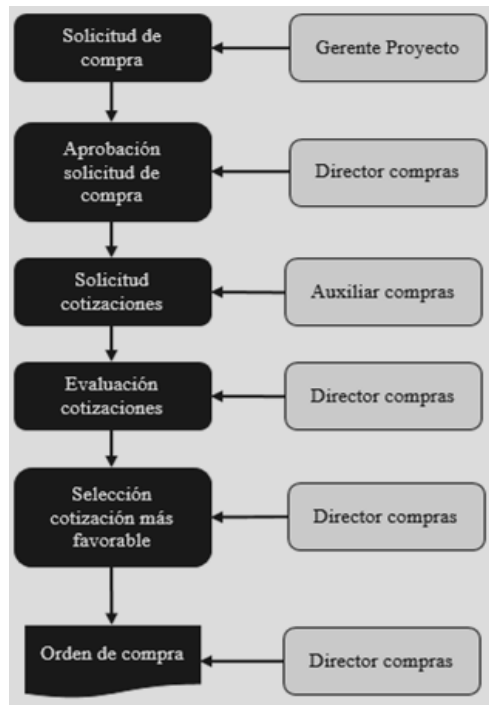 Solicitud de
compra
Gerente Proyecto
Aprobación
solicitud de
compra
Director compras
Solicitud
cotizaciones
Auxiliar compras
Evaluación
cotizaciones
Director compras
Selección
cotización más
favorable
Director compras
Orden de compra
Director compras